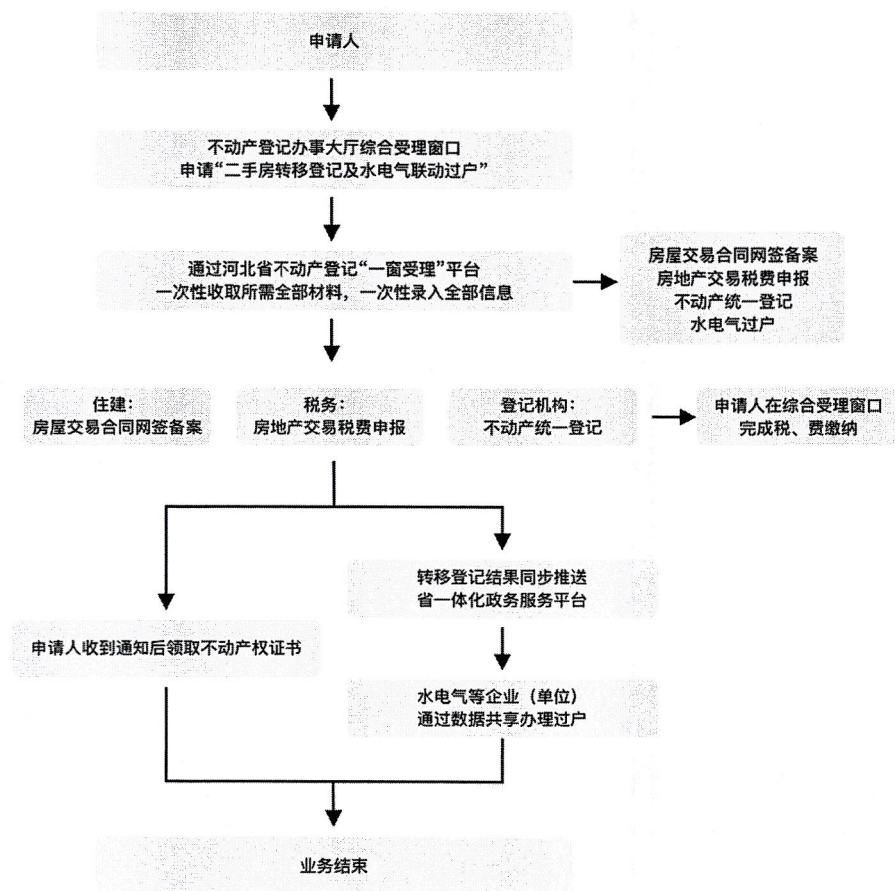 申请人
不动产登记办事大厅综合受理窗口
申请“二手房转移登记及水电气联动过户”
通过河北省不动产登记“一窗受理”平台
一次性收取所需全部材料，一次性录入全部信息
房屋交易合同网签备案
房地产交易税费申报
不动产统一登记
水电气过户
住建：
房屋交易合同网签备案
税务：
房地产交易税费申报
登记机构：
不动产统一登记
申请人在综合受理窗口
完成税、费缴纳
转移登记结果同步推送
省一体化政务服务平台
申请人收到通知后领取不动产权证书
水电气等企业（单位）
通过数据共享办理过户
业务结束